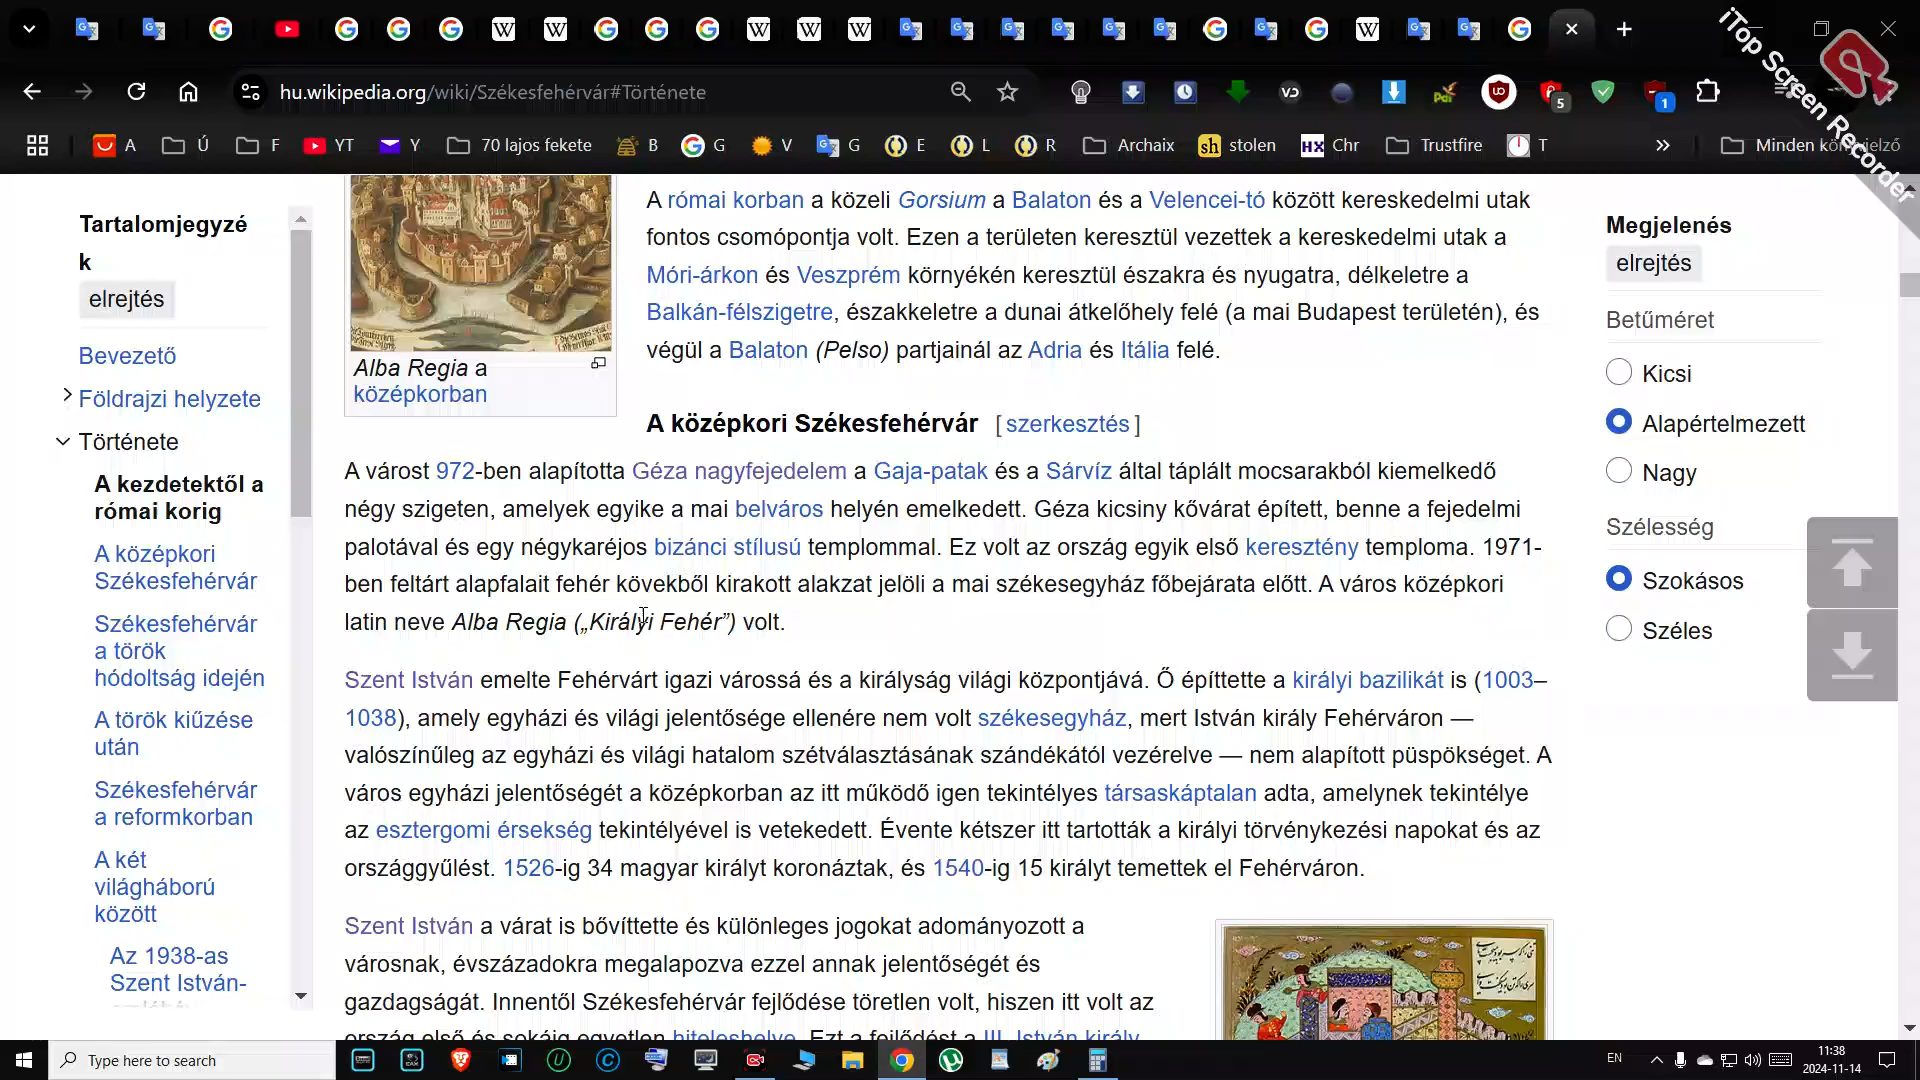 hu.wikipedia.org/wiki/Székesfehérvár#Története
iTop Screen Recorder
A
Ú
F
YT
Y
70 lajos fekete
B
G
V
G
E
L
R
Archaix
stolen
Chr
Trustfire
T
Minden könyvjelző
Tartalomjegyzé
k
elrejtés
Bevezető
Földrajzi helyzete
Története
A kezdetektől a
római korig
A középkori
Székesfehérvár
Székesfehérvár
a török
hódoltság idején
A török kiűzése
után
Székesfehérvár
a reformkorban
A két
világháború
között
Az 1938-as
Szent István-
Alba Regia a
középkorban
A római korban a közeli Gorsium a Balaton és a Velencei-tó között kereskedelmi utak
fontos csomópontja volt. Ezen a területen keresztül vezettek a kereskedelmi utak a
Móri-árkon és Veszprém környékén keresztül északra és nyugatra, délkeletre a
Balkán-félszigetre, északkeletre a dunai átkelőhely felé (a mai Budapest területén), és
végül a Balaton (Pelso) partjainál az Adria és Itália felé.
A középkori Székesfehérvár [ szerkesztés ]
A várost 972-ben alapította Géza nagyfejedelem a Gaja-patak és a Sárvíz által táplált mocsarakból kiemelkedő
négy szigeten, amelyek egyike a mai belváros helyén emelkedett. Géza kicsiny kővárat épített, benne a fejedelmi
palotával és egy négykaréjos bizánci stílusú templommal. Ez volt az ország egyik első keresztény temploma. 1971-
ben feltárt alapfalait fehér kövekből kirakott alakzat jelöli a mai székesegyház főbejárata előtt. A város középkori
latin neve Alba Regia („Királyi Fehér”) volt.
Szent István emelte Fehérvárt igazi várossá és a királyság világi központjává. Ő építtette a királyi bazilikát is (1003–
1038), amely egyházi és világi jelentősége ellenére nem volt székesegyház, mert István király Fehérváron —
valószínűleg az egyházi és világi hatalom szétválasztásának szándékától vezérelve — nem alapított püspökséget. A
város egyházi jelentőségét a középkorban az itt működő igen tekintélyes társaskáptalan adta, amelynek tekintélye
az esztergomi érsekség tekintélyével is vetekedett. Évente kétszer itt tartották a királyi törvénykezési napokat és az
országgyűlést. 1526-ig 34 magyar királyt koronáztak, és 1540-ig 15 királyt temettek el Fehérváron.
Szent István a várat is bővíttette és különleges jogokat adományozott a
városnak, évszázadokra megalapozva ezzel annak jelentőségét és
gazdagságát. Innentől Székesfehérvár fejlődése töretlen volt, hiszen itt volt az
ország első és sokáig egyetlen hiteleshelye. Ezt a fejlődést a III. István király
Megjelenés
elrejtés
Betűméret
Kicsi
Alapértelmezett
Nagy
Szélesség
Szokásos
Széles
Type here to search
EN
11:38
2024-11-14